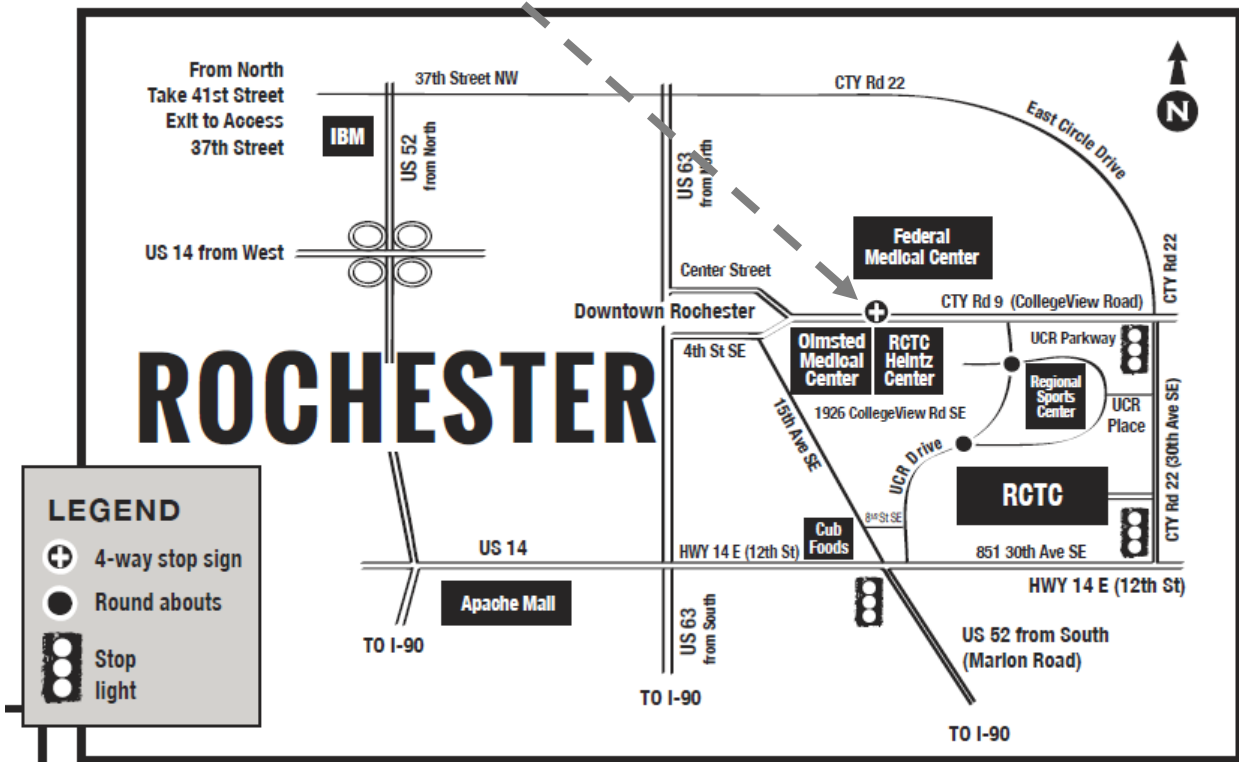 From North
Take 41st Street
Exit to Access
37th Street
37th Street NW
CTY Rd 22
N
IBM
US 52
from North
US 63
from North
East Circle Drive
Federal
Medical Center
US 14 from West
Center Street
CTY Rd 22
CTY Rd 9 (CollegeView Road)
Downtown Rochester
4th St SE
Olmsted
Medical
Center
RCTC
Heintz
Center
UCR Parkway
Regional
Sports
Center
ROCHESTER
1926 CollegeView Rd SE
UCR
Place
15th Ave SE
UCR Drive
CTY Rd 22 (30th Ave SE)
RCTC
LEGEND
4-way stop sign
Round abouts
Stop
light
8th St SE
Cub
Foods
US 14
HWY 14 E (12th St)
851 30th Ave SE
HWY 14 E (12th St)
Apache Mall
US 63
from South
US 52 from South
(Marion Road)
TO I-90
TO I-90
TO I-90